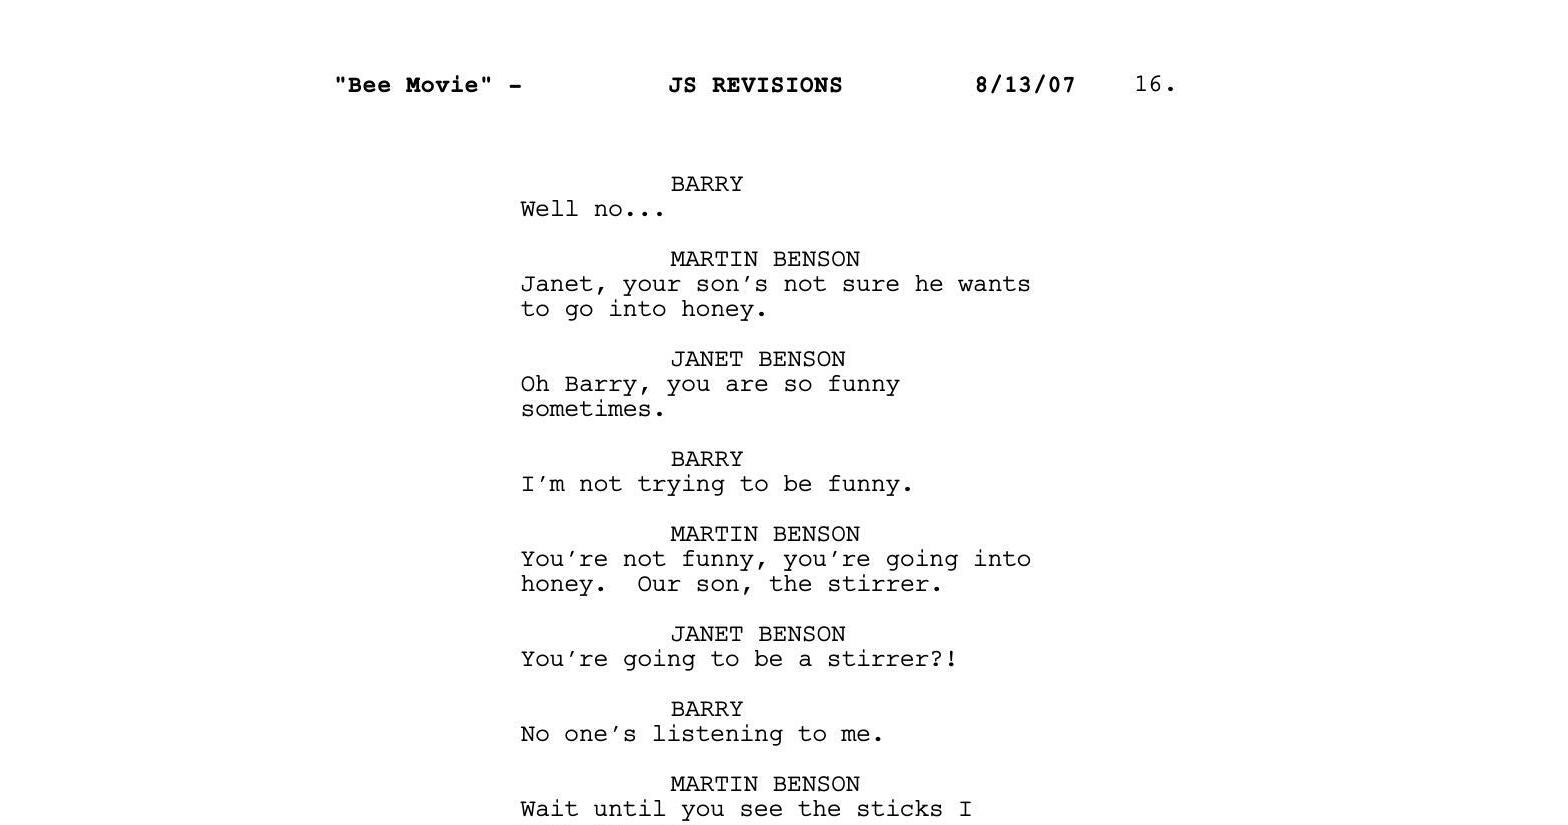 "Bee Movie" - JS REVISIONS 8/13/07 16.
BARRY
Well no...
MARTIN BENSON
Janet, your son's not sure he wants
to go into honey.
JANET BENSON
Oh Barry, you are so funny
sometimes.
BARRY
I'm not trying to be funny.
MARTIN BENSON
You're not funny, you're going into
honey.  Our son, the stirrer.
JANET BENSON
You're going to be a stirrer?!
BARRY
No one's listening to me.
MARTIN BENSON
Wait until you see the sticks I